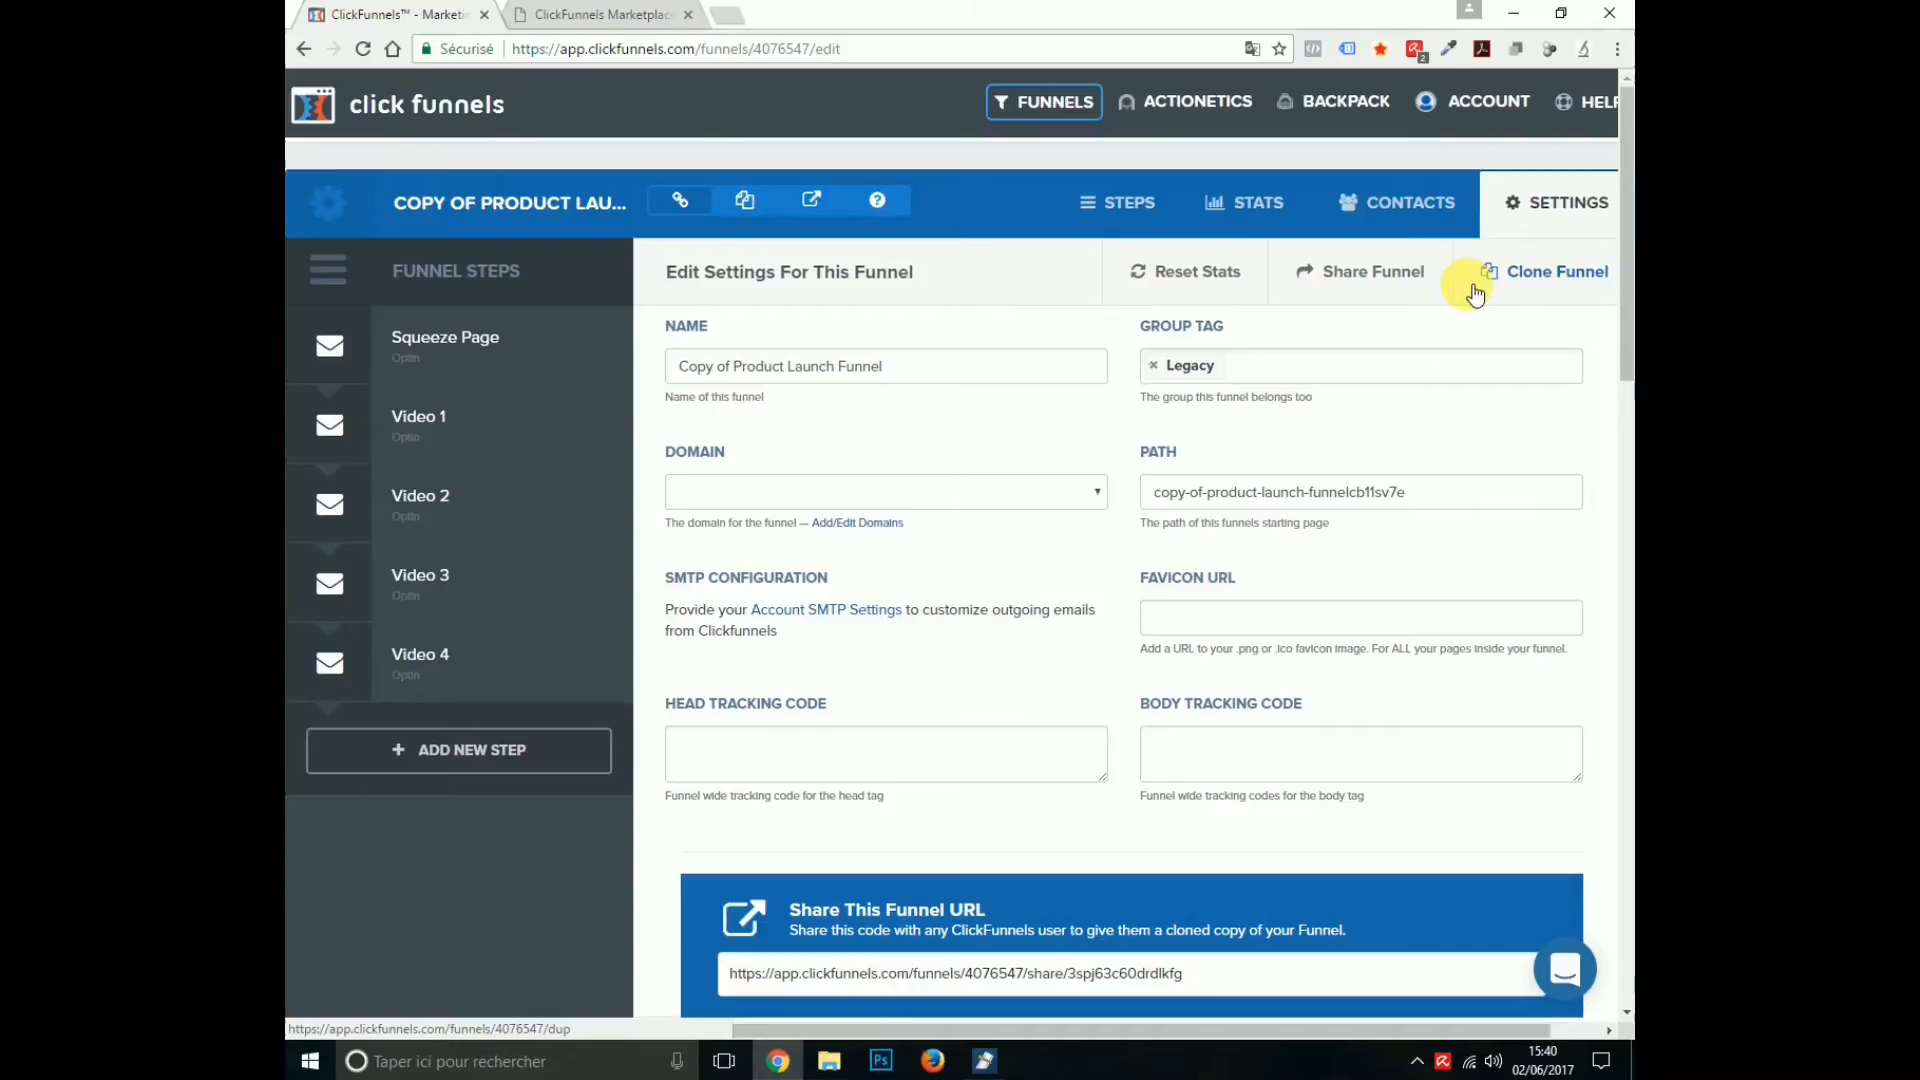 ClickFunnels™ - Marketin
ClickFunnels Marketplac
Sécurisé https://app.clickfunnels.com/funnels/4076547/edit
2
click funnels
FUNNELS
ACTIONETICS
BACKPACK
ACCOUNT
HELP
COPY OF PRODUCT LAU...
STEPS
STATS
CONTACTS
SETTINGS
FUNNEL STEPS
Edit Settings For This Funnel
Reset Stats
Share Funnel
Clone Funnel
Squeeze Page
Optin
Video 1
Optin
Video 2
Optin
Video 3
Optin
Video 4
Optin
+ ADD NEW STEP
NAME
Copy of Product Launch Funnel
Name of this funnel
GROUP TAG
× Legacy
The group this funnel belongs too
DOMAIN
The domain for the funnel — Add/Edit Domains
PATH
copy-of-product-launch-funnelcb11sv7e
The path of this funnels starting page
SMTP CONFIGURATION
Provide your Account SMTP Settings to customize outgoing emails
from Clickfunnels
FAVICON URL
Add a URL to your .png or .ico favicon image. For ALL your pages inside your funnel.
HEAD TRACKING CODE
Funnel wide tracking code for the head tag
BODY TRACKING CODE
Funnel wide tracking codes for the body tag
Share This Funnel URL
Share this code with any ClickFunnels user to give them a cloned copy of your Funnel.
https://app.clickfunnels.com/funnels/4076547/share/3spj63c60drdlkfg
https://app.clickfunnels.com/funnels/4076547/dup
Taper ici pour rechercher
Ps
15:40
02/06/2017